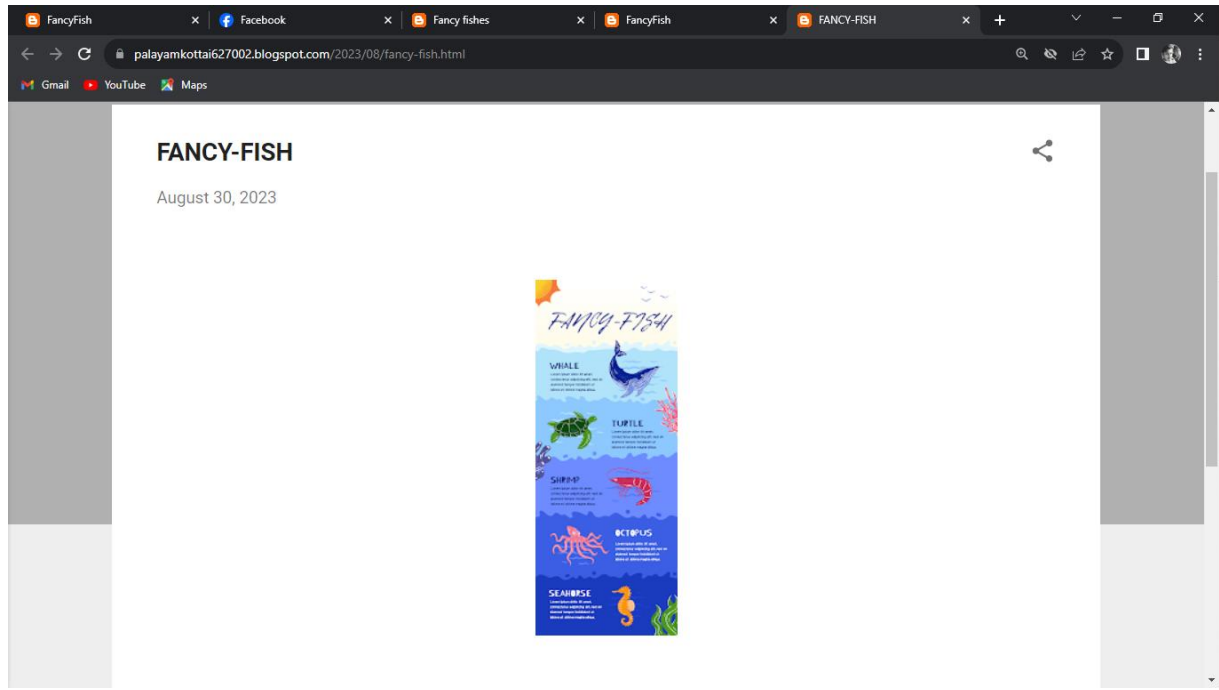 FancyFish
Facebook
Fancy fishes
FancyFish
FANCY-FISH
palayamkottai627002.blogspot.com/2023/08/fancy-fish.html
Gmail
YouTube
Maps
FANCY-FISH
August 30, 2023
FANCY-FISH
WHALE
TURTLE
SHRIMP
OCTOPUS
SEAHORSE